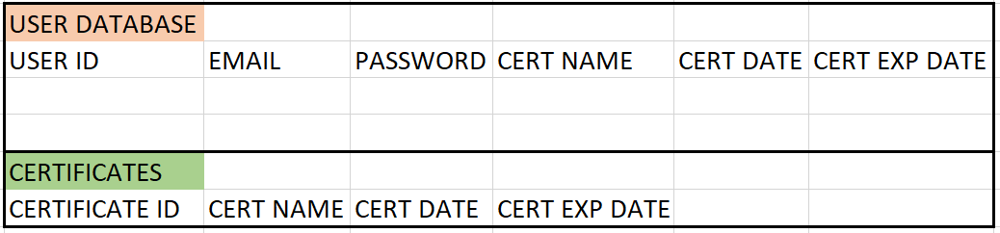 USER DATABASE
USER ID EMAIL PASSWORD CERT NAME CERT DATE CERT EXP DATE
CERTIFICATES
CERTIFICATE ID CERT NAME CERT DATE CERT EXP DATE